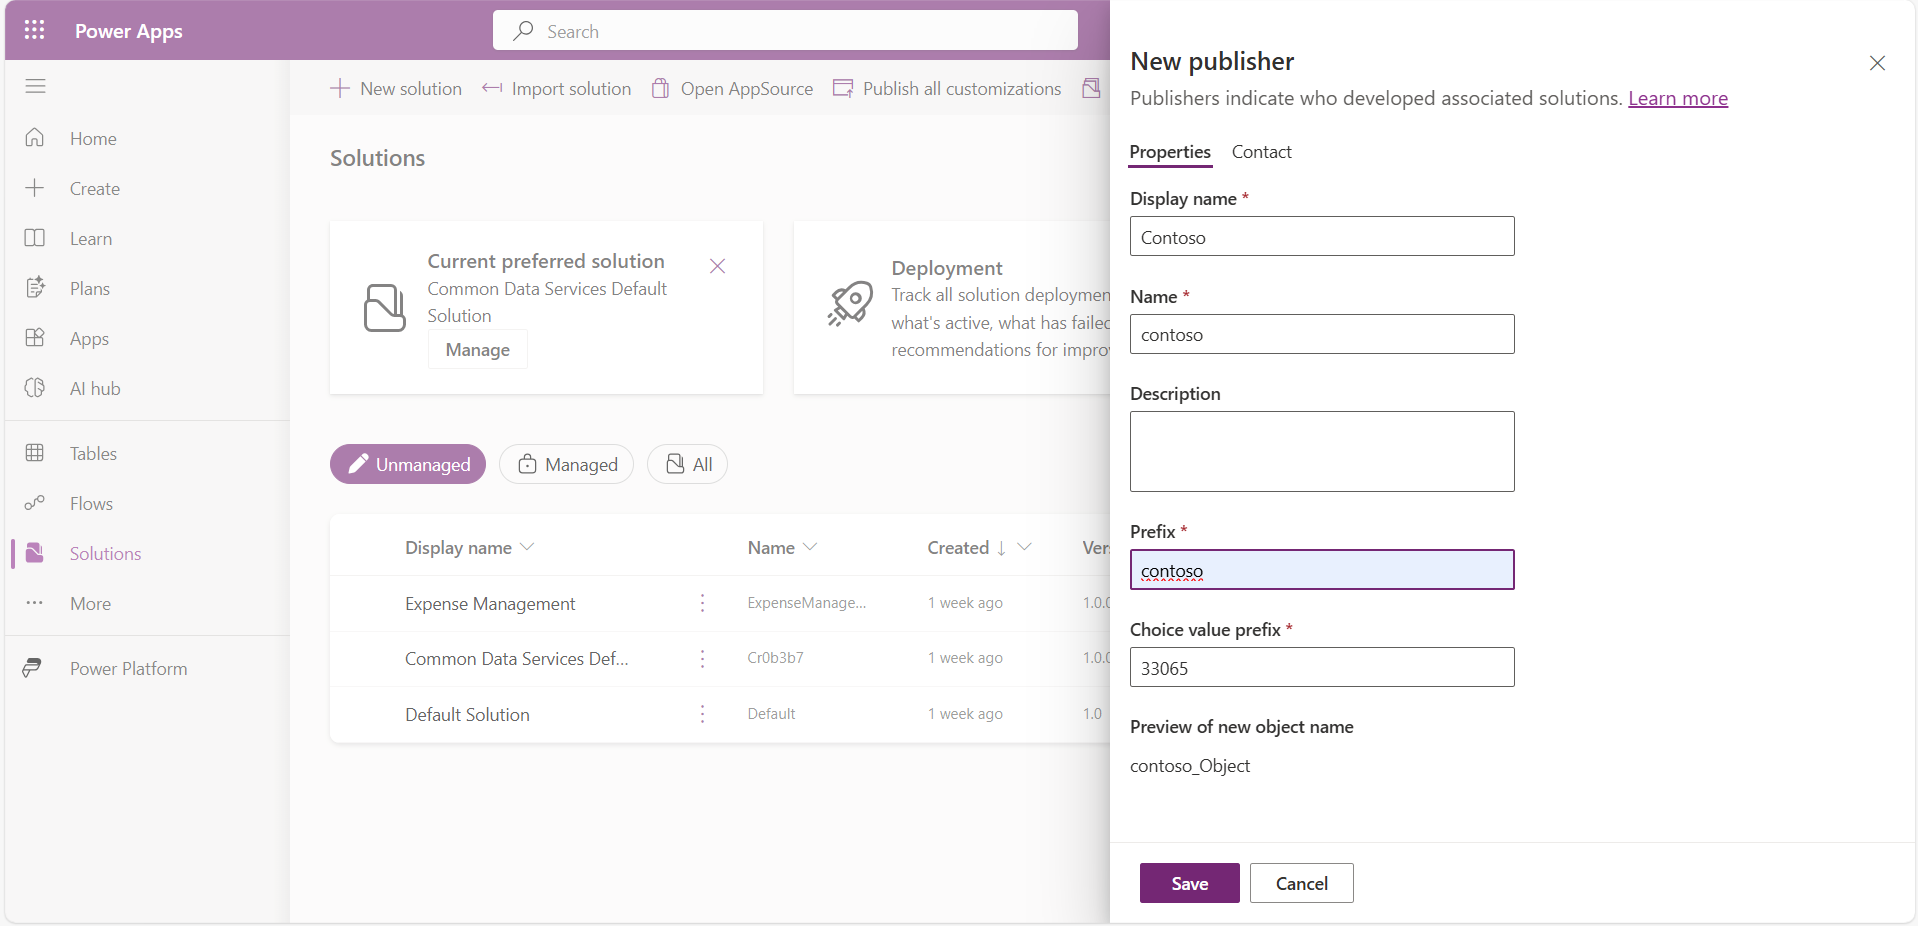 Power Apps
Search
Home
Create
Learn
Plans
Apps
AI hub
Tables
Flows
Solutions
More
Power Platform
New solution
Import solution
Open AppSource
Publish all customizations
Solutions
Current preferred solution
Common Data Services Default
Solution
Manage
Deployment
Track all solution deploymen
what's active, what has failed
recommendations for impro
Unmanaged
Managed
All
Display name
Name
Created
Ver
Expense Management
ExpenseManage...
1 week ago
1.0.0
Common Data Services Def...
Cr0b3b7
1 week ago
1.0.0
Default Solution
Default
1 week ago
1.0
New publisher
Publishers indicate who developed associated solutions. Learn more
Properties
Contact
Display name *
Contoso
Name *
contoso
Description
Prefix *
contoso
Choice value prefix *
33065
Preview of new object name
contoso_Object
Save
Cancel